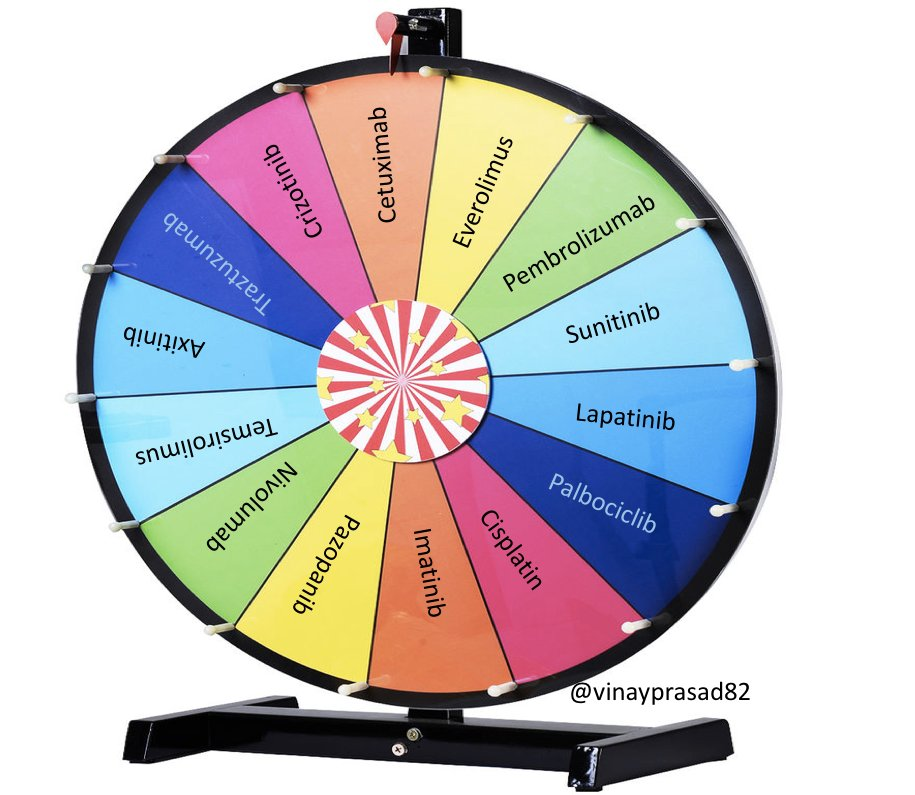 Cetuximab
Everolimus
Pembrolizumab
Sunitinib
Lapatinib
Palbociclib
Cisplatin
Imatinib
Pazopanib
Nivolumab
Temsirolimus
Axitinib
Traztuzumab
Crizotinib
@vinayprasad82